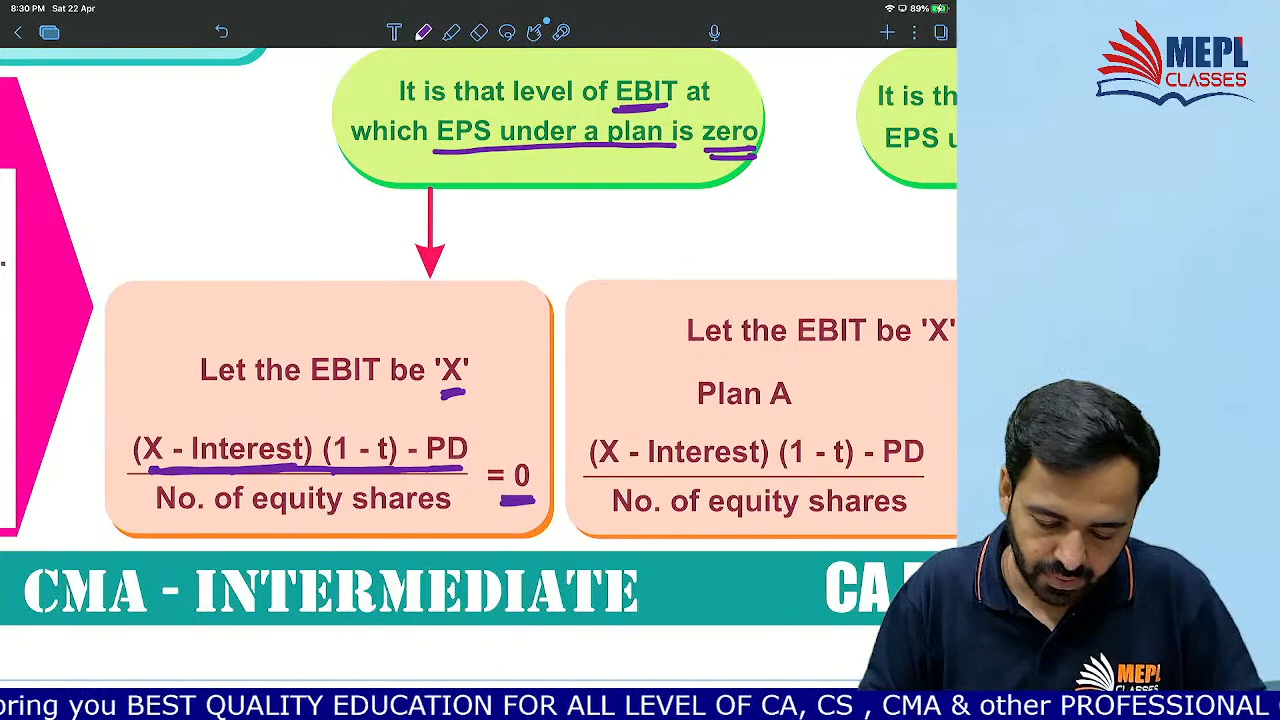 8:30 PM Sat 22 Apr
89%
T
MEPL
CLASSES
It is that level of EBIT at
which EPS under a plan is zero
It is th
EPS u
Let the EBIT be 'X'
(X - Interest) (1 - t) - PD
No. of equity shares
= 0
Let the EBIT be 'X'
Plan A
(X - Interest) (1 - t) - PD
No. of equity shares
CMA - INTERMEDIATE
CA
MEPL
CLASSES
oring you BEST QUALITY EDUCATION FOR ALL LEVEL OF CA, CS , CMA & other PROFESSIONAL